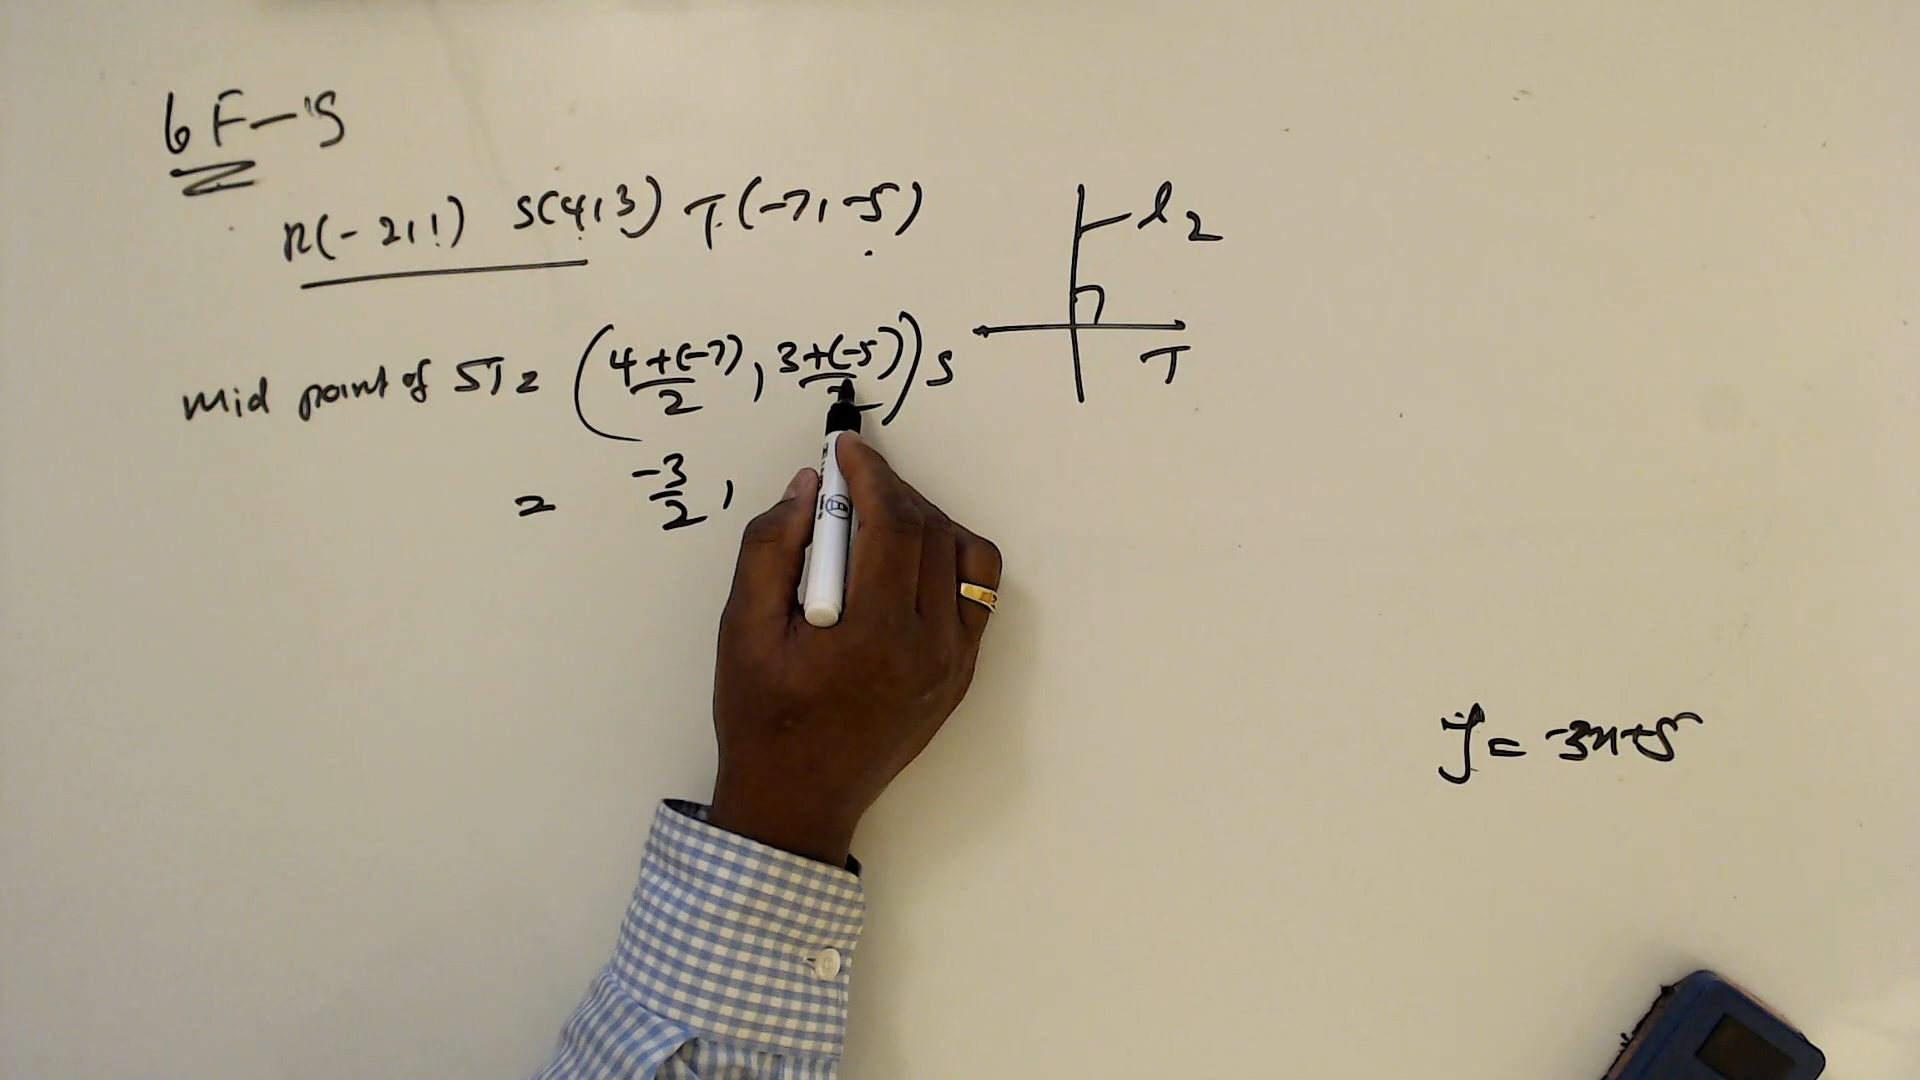 6F-5
R(-2,1) S(4,3) T(-7,-5)
l2
Mid point of ST = (4+(-7)/2, 3+(-5)/2)
S T
= -3/2,
y = -3x+5